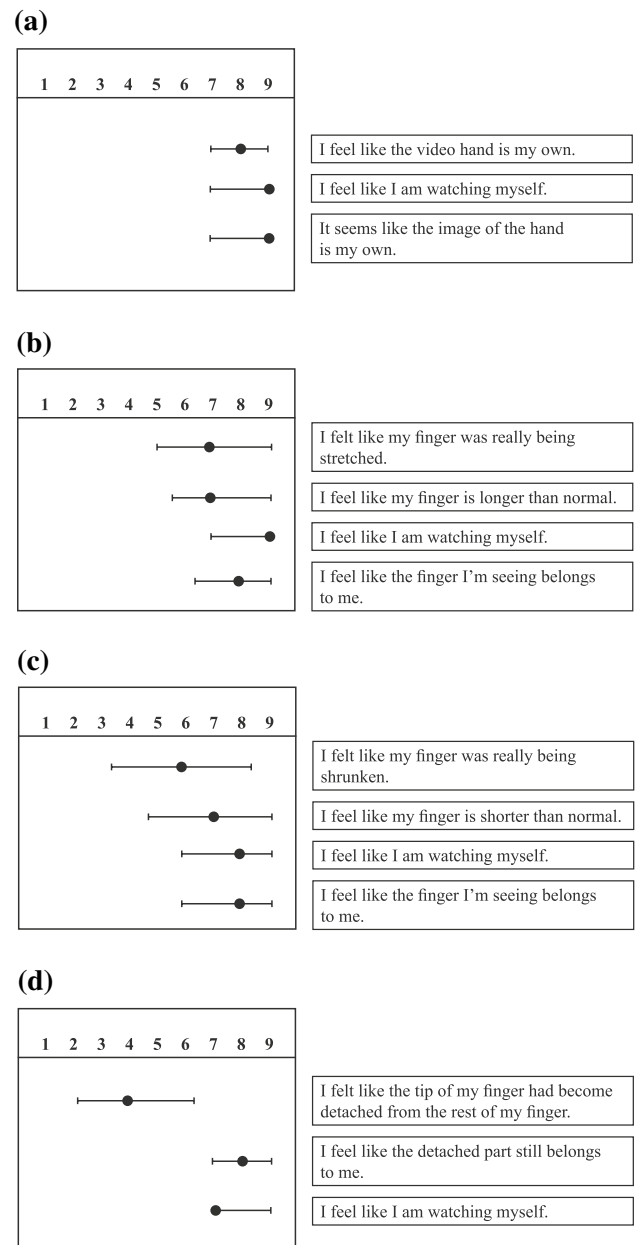 (a)
1 2 3 4 5 6 7 8 9
I feel like the video hand is my own.
I feel like I am watching myself.
It seems like the image of the hand
is my own.
(b)
1 2 3 4 5 6 7 8 9
I felt like my finger was really being
stretched.
I feel like my finger is longer than normal.
I feel like I am watching myself.
I feel like the finger I'm seeing belongs
to me.
(c)
1 2 3 4 5 6 7 8 9
I felt like my finger was really being
shrunken.
I feel like my finger is shorter than normal.
I feel like I am watching myself.
I feel like the finger I'm seeing belongs
to me.
(d)
1 2 3 4 5 6 7 8 9
I felt like the tip of my finger had become
detached from the rest of my finger.
I feel like the detached part still belongs
to me.
I feel like I am watching myself.